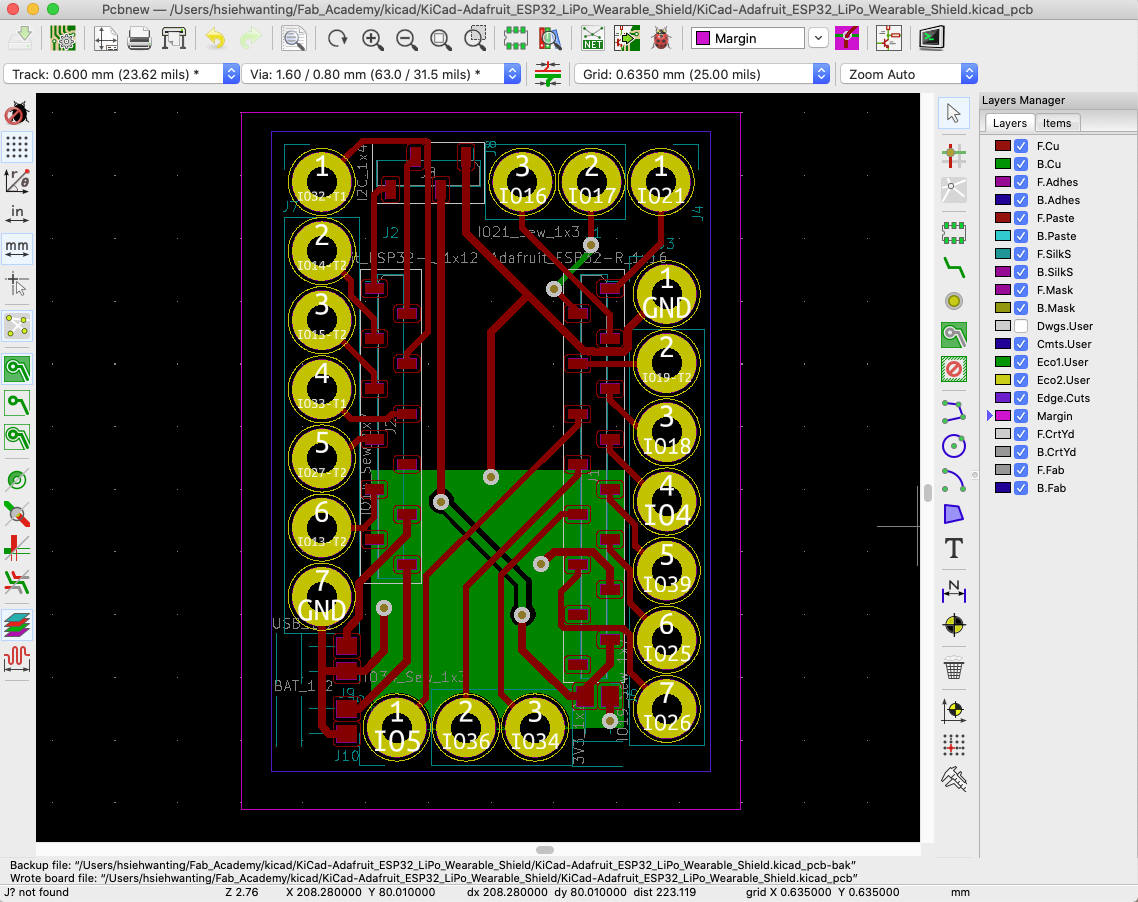 Pcbnew — /Users/hsiehwanting/Fab_Academy/kicad/KiCad-Adafruit_ESP32_LiPo_Wearable_Shield/KiCad-Adafruit_ESP32_LiPo_Wearable_Shield.kicad_pcb
NET
Margin
Track: 0.600 mm (23.62 mils) *
Via: 1.60 / 0.80 mm (63.0 / 31.5 mils) *
Grid: 0.6350 mm (25.00 mils)
Zoom Auto
in
mm
T
N
Layers Manager
Layers
Items
F.Cu
B.Cu
F.Adhes
B.Adhes
F.Paste
B.Paste
F.SilkS
B.SilkS
F.Mask
B.Mask
Dwgs.User
Cmts.User
Eco1.User
Eco2.User
Edge.Cuts
Margin
F.CrtYd
B.CrtYd
F.Fab
B.Fab
1
IO32-T1
I2C_1x4
3
IO16
2
IO17
1
IO21
J4
J7
J2
IO21_Sew_1x3
2
IO14-T2
1
GND
3
IO15-T2
2
IO19-T2
4
IO33-T1
3
IO18
5
IO27-T2
J1
4
IO4
6
IO13-T2
5
IO39
7
GND
6
IO25
BAT_1x2
J9
7
IO26
1
IO5
2
IO36
3
IO34
J10
Backup file: “/Users/hsiehwanting/Fab_Academy/kicad/KiCad-Adafruit_ESP32_LiPo_Wearable_Shield/KiCad-Adafruit_ESP32_LiPo_Wearable_Shield.kicad_pcb-bak”
Wrote board file: “/Users/hsiehwanting/Fab_Academy/kicad/KiCad-Adafruit_ESP32_LiPo_Wearable_Shield/KiCad-Adafruit_ESP32_LiPo_Wearable_Shield.kicad_pcb”
J? not found
Z 2.76
X 208.280000 Y 80.010000
dx 208.280000 dy 80.010000 dist 223.119
grid X 0.635000 Y 0.635000
mm